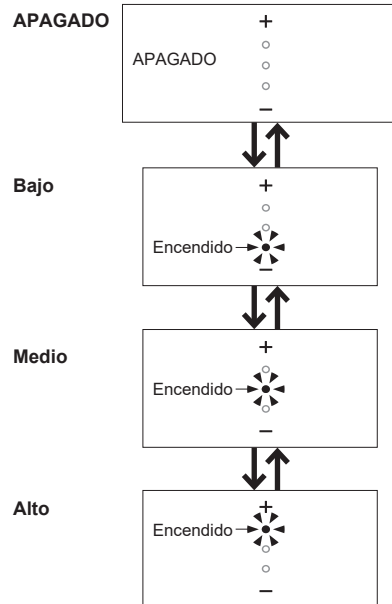 APAGADO
+
APAGADO
−
Bajo
+
Encendido
−
Medio
+
Encendido
−
Alto
+
Encendido
−